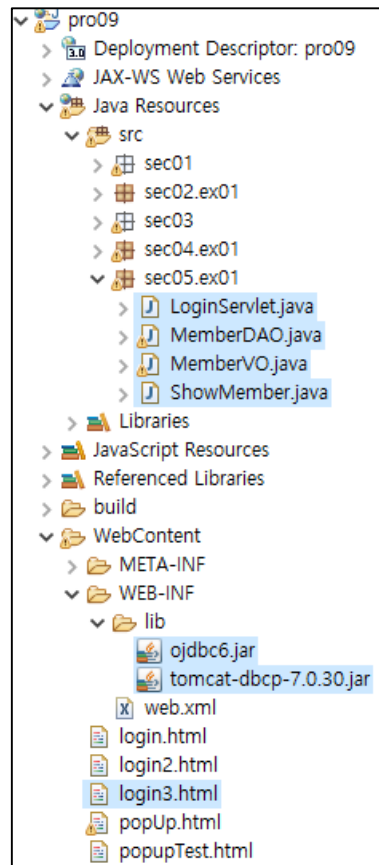 pro09
3.0 Deployment Descriptor: pro09
JAX-WS Web Services
Java Resources
src
sec01
sec02.ex01
sec03
sec04.ex01
sec05.ex01
J LoginServlet.java
J MemberDAO.java
J MemberVO.java
J ShowMember.java
Libraries
JavaScript Resources
Referenced Libraries
build
WebContent
META-INF
WEB-INF
lib
ojdbc6.jar
tomcat-dbcp-7.0.30.jar
X web.xml
login.html
login2.html
login3.html
popUp.html
popupTest.html